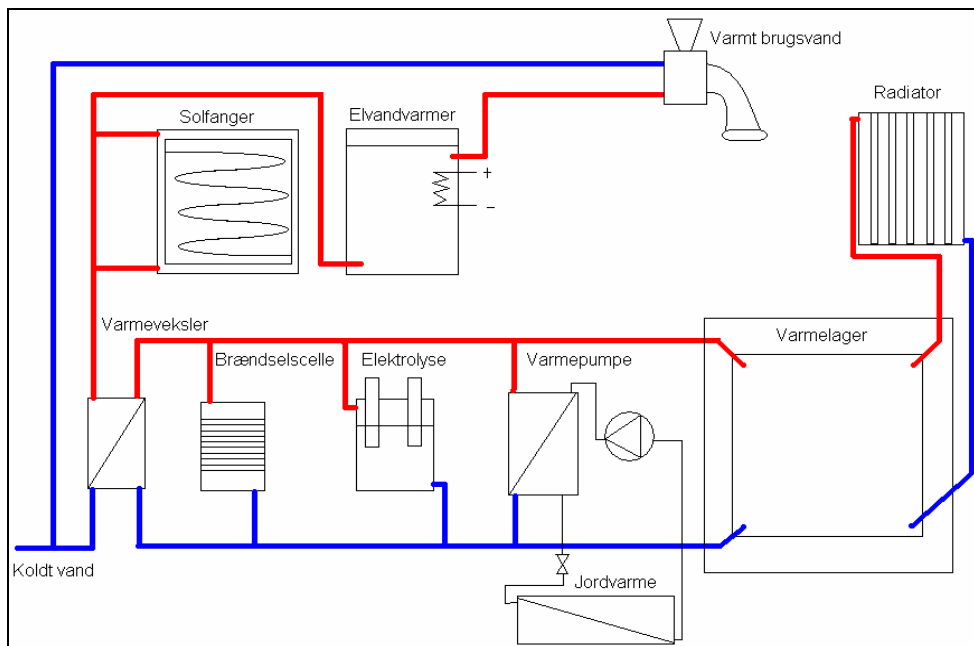 Varmt brugsvand
Radiator
Solfanger
Elvandvarmer
+
–
Varmeveksler
Brændselscelle
Elektrolyse
Varmepumpe
Varmelager
Koldt vand
Jordvarme